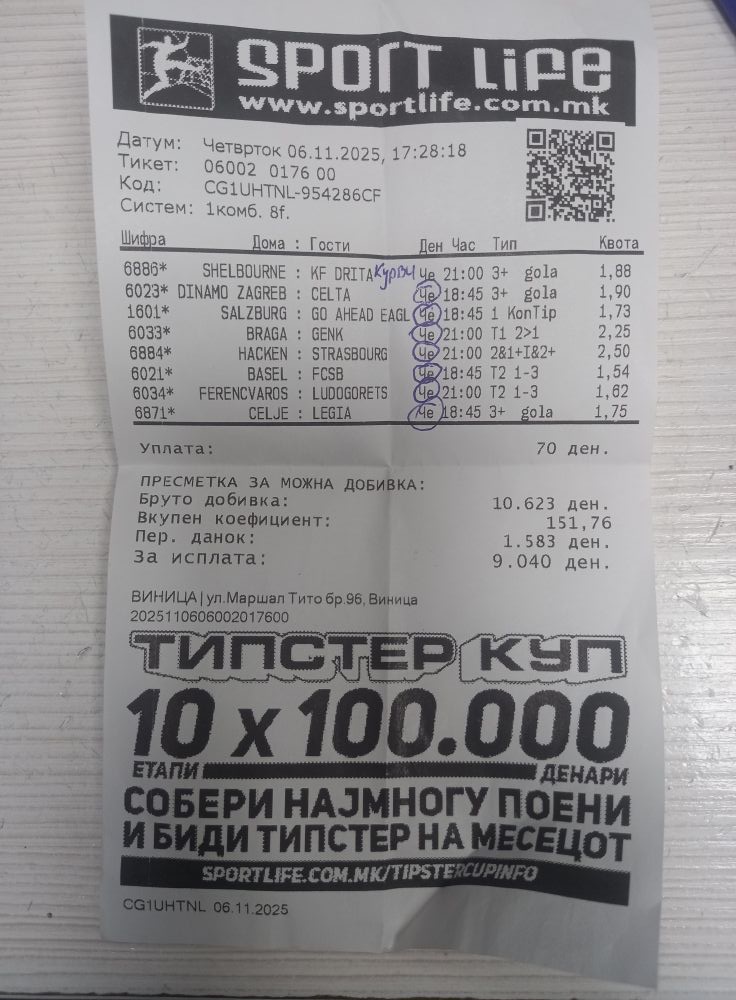 SPORT LIFE
www.sportlife.com.mk
Датум: Четврток 06.11.2025, 17:28:18
Тикет: 06002 0176 00
Код: CG1UHTNL-954286CF
Систем: 1комб. 8f.
Шифра Дома : Гости Ден Час Тип Квота
6886* SHELBOURNE : KF DRITA Курви Че 21:00 3+ gola 1,88
6023* DINAMO ZAGREB : CELTA Че 18:45 3+ gola 1,90
1601* SALZBURG : GO AHEAD EAGL Че 18:45 1 KonTip 1,73
6033* BRAGA : GENK Че 21:00 T1 2>1 2,25
6884* HACKEN : STRASBOURG Че 21:00 2&1+I&2+ 2,50
6021* BASEL : FCSB Че 18:45 T2 1-3 1,54
6034* FERENCVAROS : LUDOGORETS Че 21:00 T2 1-3 1,62
6871* CELJE : LEGIA Че 18:45 3+ gola 1,75
Уплата: 70 ден.
ПРЕСМЕТКА ЗА МОЖНА ДОБИВКА:
Бруто добивка: 10.623 ден.
Вкупен коефициент: 151,76
Пер. данок: 1.583 ден.
За исплата: 9.040 ден.
ВИНИЦА | ул.Маршал Тито бр.96, Виница
2025110606002017600
ТИПСТЕР КУП
10 x 100.000
ЕТАПИ ДЕНАРИ
СОБЕРИ НАЈМНОГУ ПОЕНИ
И БИДИ ТИПСТЕР НА МЕСЕЦОТ
SPORTLIFE.COM.MK/TIPSTERCUPINFO
CG1UHTNL 06.11.2025